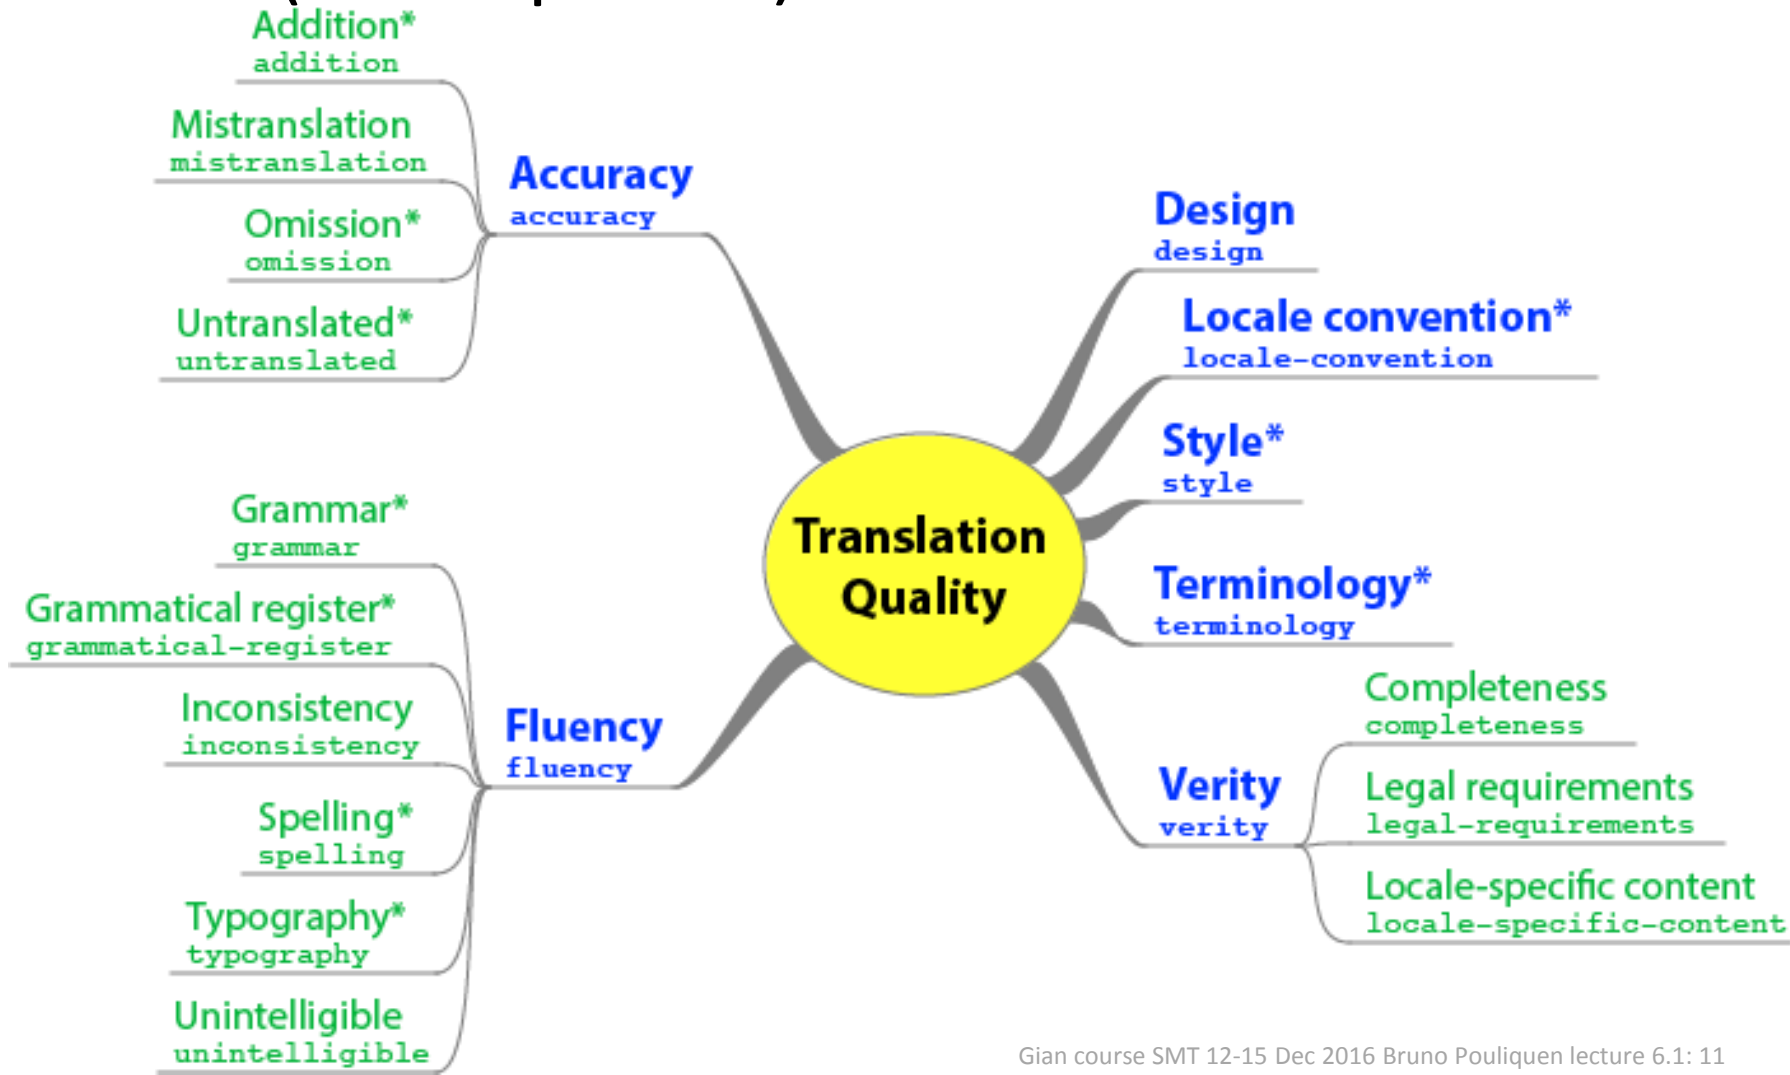 Addition*
addition
Mistranslation
mistranslation
Omission*
omission
Untranslated*
untranslated
Accuracy
accuracy
Grammar*
grammar
Grammatical register*
grammatical-register
Inconsistency
inconsistency
Spelling*
spelling
Typography*
typography
Unintelligible
unintelligible
Fluency
fluency
Translation
Quality
Design
design
Locale convention*
locale-convention
Style*
style
Terminology*
terminology
Verity
verity
Completeness
completeness
Legal requirements
legal-requirements
Locale-specific content
locale-specific-content
Gian course SMT 12-15 Dec 2016 Bruno Pouliquen lecture 6.1: 11